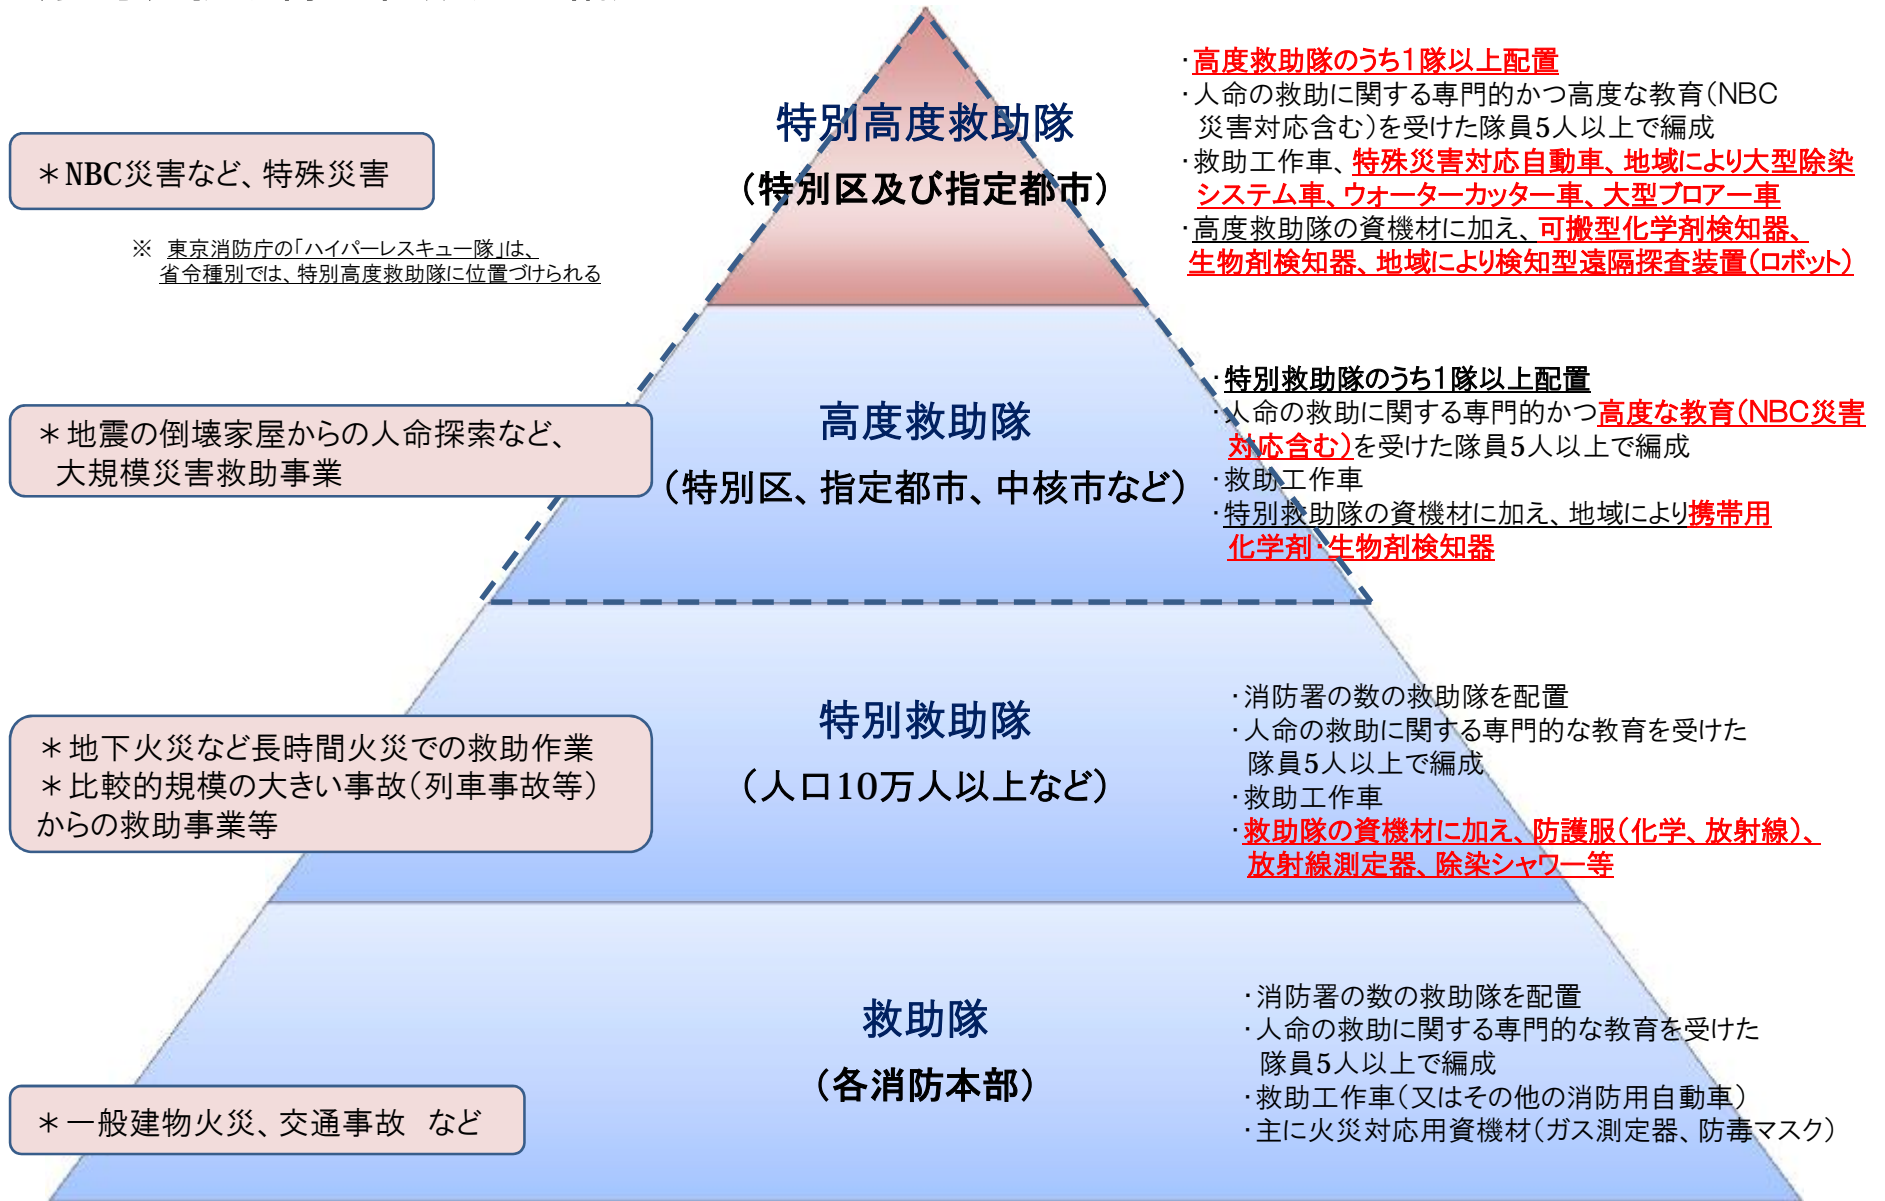 特別高度救助隊
（特別区及び指定都市）
・高度救助隊のうち１隊以上配置
・人命の救助に関する専門的かつ高度な教育（NBC
災害対応含む）を受けた隊員5人以上で編成
・救助工作車、特殊災害対応自動車、地域により大型除染
システム車、ウォーターカッター車、大型ブロアー車
・高度救助隊の資機材に加え、可搬型化学剤検知器、
生物剤検知器、地域により検知型遠隔探査装置（ロボット）
＊NBC災害など、特殊災害
※　東京消防庁の「ハイパーレスキュー隊」は、
省令種別では、特別高度救助隊に位置づけられる
高度救助隊
（特別区、指定都市、中核市など）
・特別救助隊のうち１隊以上配置
・人命の救助に関する専門的かつ高度な教育（NBC災害
対応含む）を受けた隊員5人以上で編成
・救助工作車
・特別救助隊の資機材に加え、地域により携帯用
化学剤・生物剤検知器
＊地震の倒壊家屋からの人命探索など、
大規模災害救助事業
特別救助隊
（人口10万人以上など）
・消防署の数の救助隊を配置
・人命の救助に関する専門的な教育を受けた
隊員5人以上で編成
・救助工作車
・救助隊の資機材に加え、防護服（化学、放射線）、
放射線測定器、除染シャワー等
＊地下火災など長時間火災での救助作業
＊比較的規模の大きい事故（列車事故等）
からの救助事業等
救助隊
（各消防本部）
・消防署の数の救助隊を配置
・人命の救助に関する専門的な教育を受けた
隊員5人以上で編成
・救助工作車（又はその他の消防用自動車）
・主に火災対応用資機材（ガス測定器、防毒マスク）
＊一般建物火災、交通事故　など